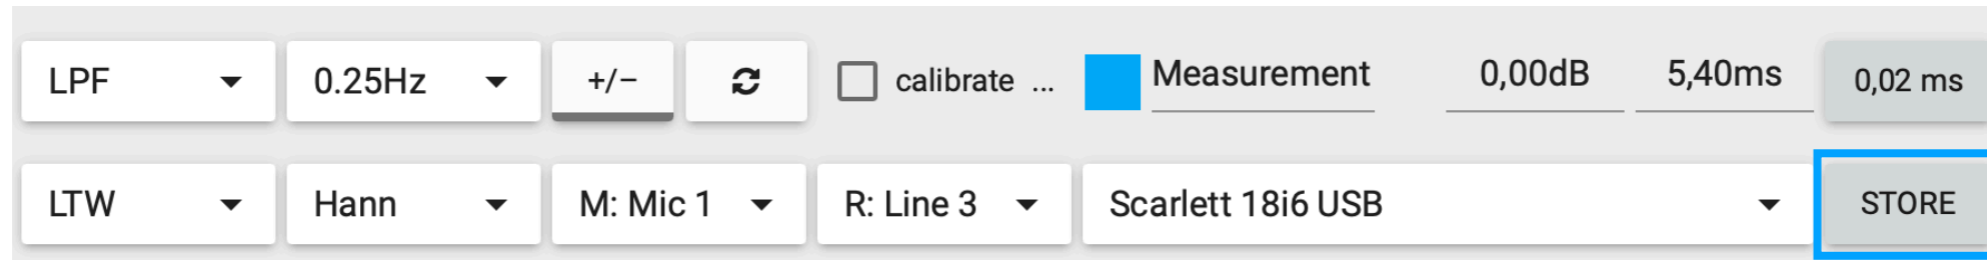 LPF 0.25Hz +/− calibrate ... Measurement 0,00dB 5,40ms 0,02 ms
LTW Hann M: Mic 1 R: Line 3 Scarlett 18i6 USB STORE